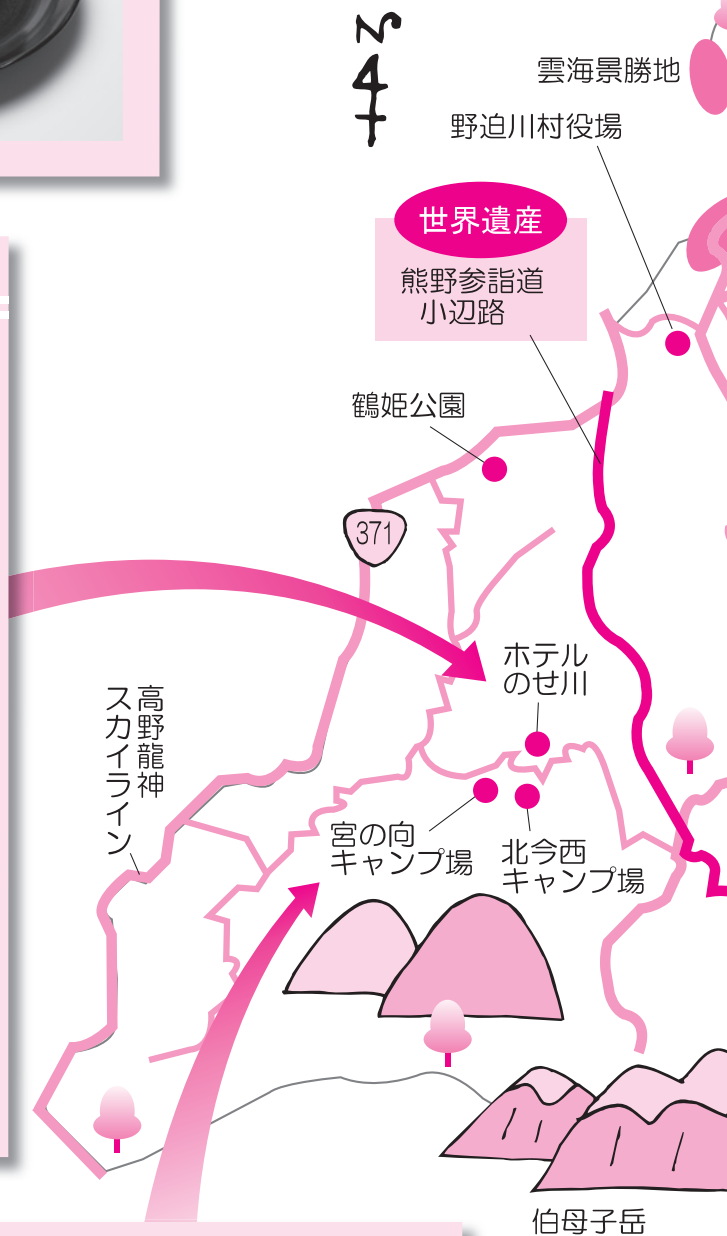 N
雲海景勝地
野迫川村役場
世界遺産
熊野参詣道
小辺路
鶴姫公園
371
ホテル
のせ川
高野龍神
スカイライン
宮の向
キャンプ場
北今西
キャンプ場
伯母子岳